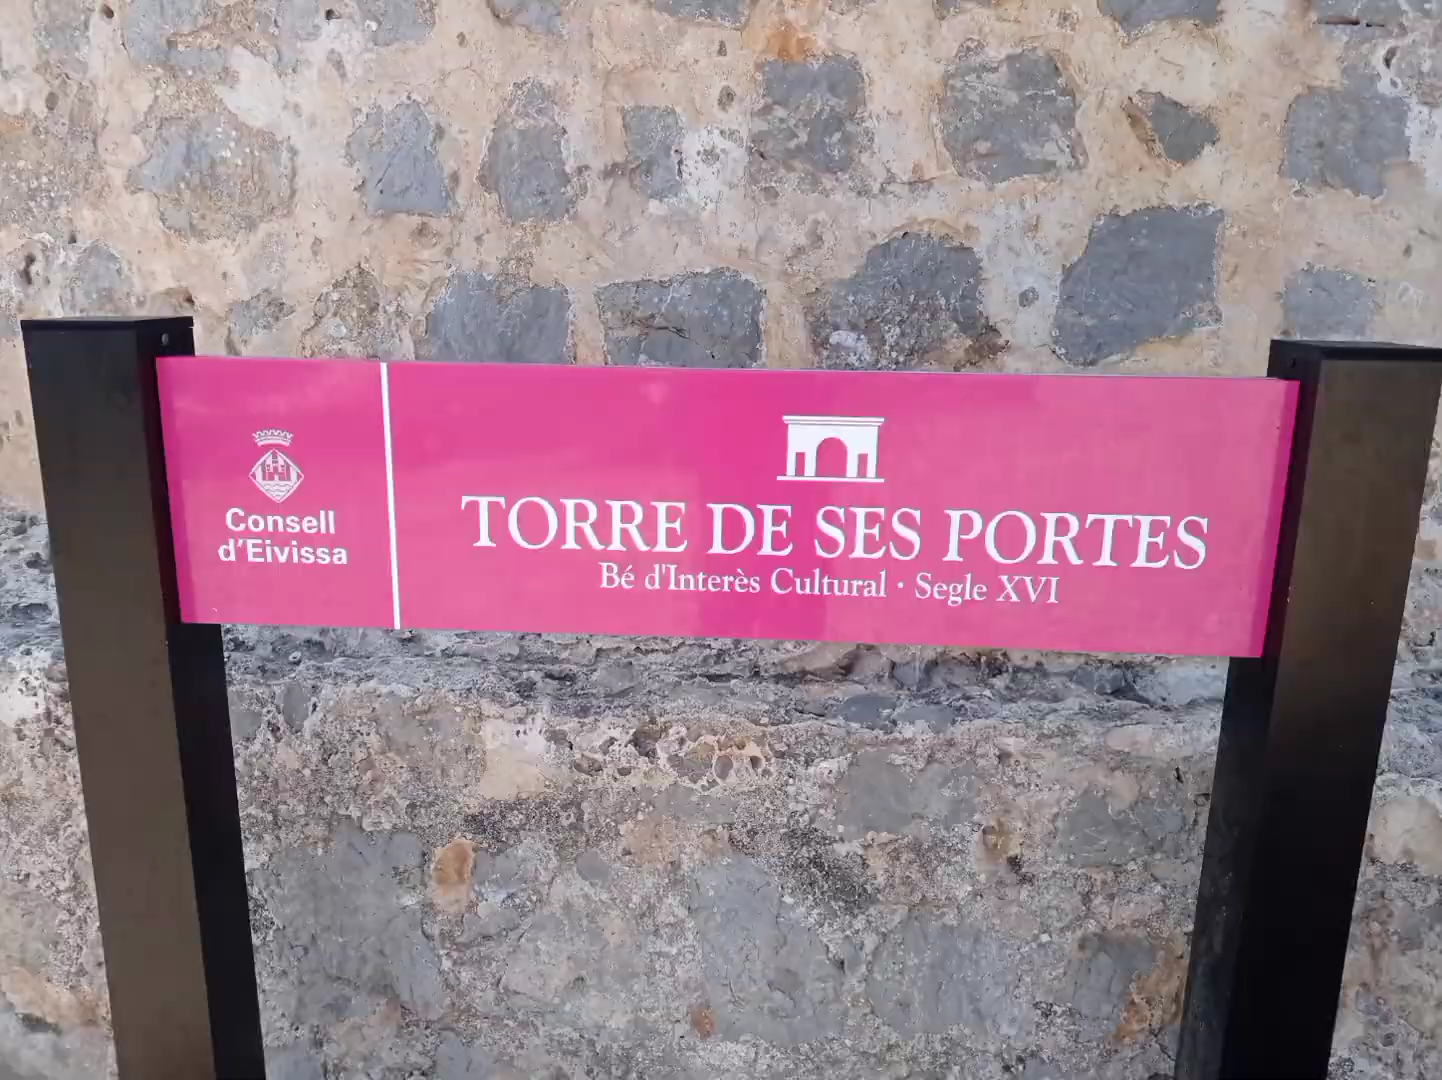 Consell
d'Eivissa
TORRE DE SES PORTES
Bé d'Interès Cultural · Segle XVI